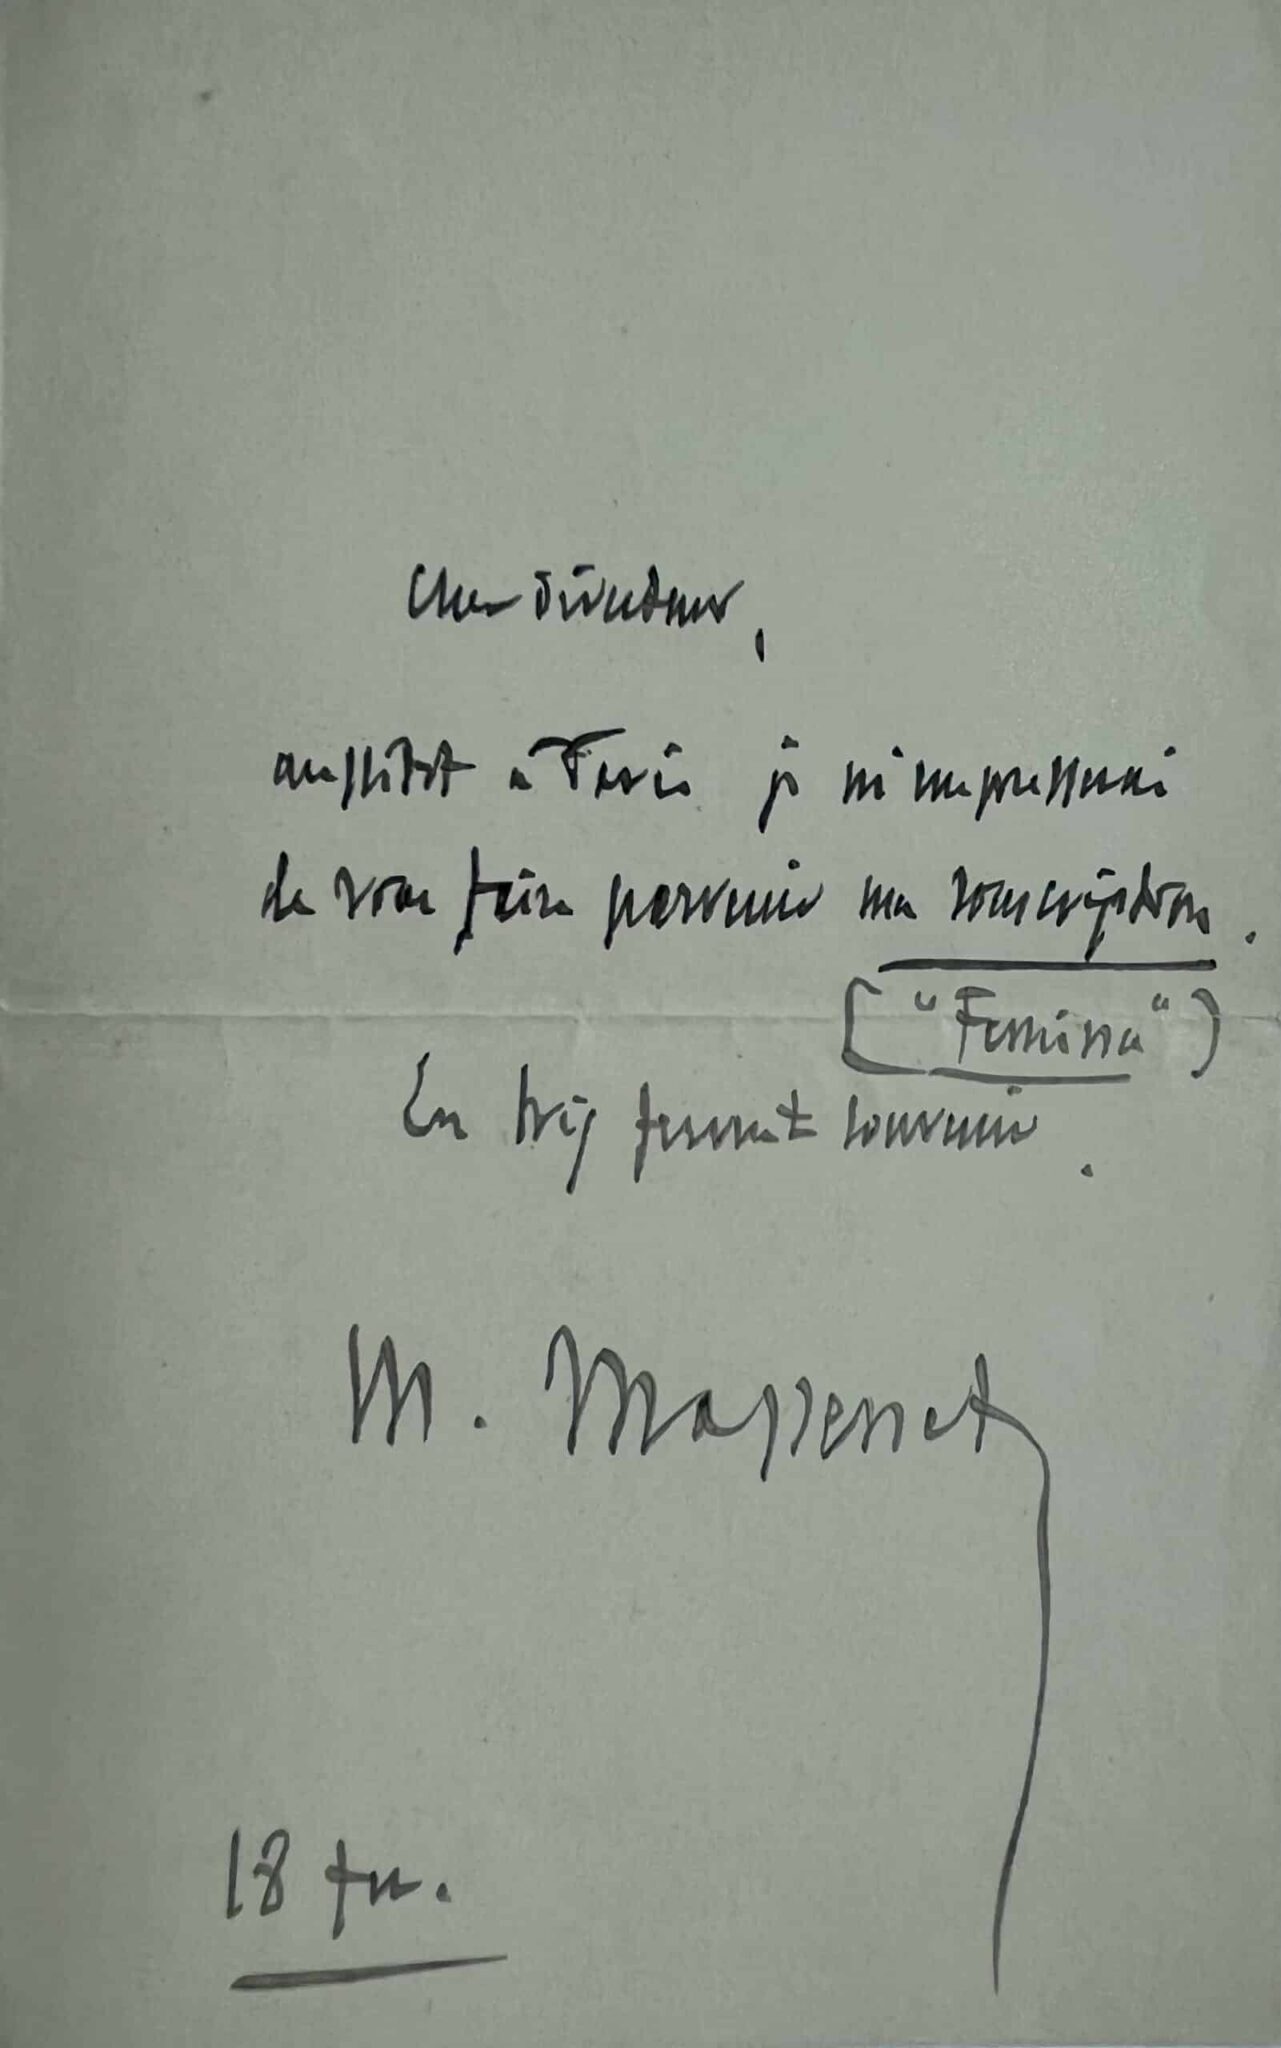 Cher Directeur,
aussitôt à Paris je m'empresserai
de vous faire parvenir ma souscription.
("Femina")
En très fervent souvenir.
M. Massenet
18 fév.